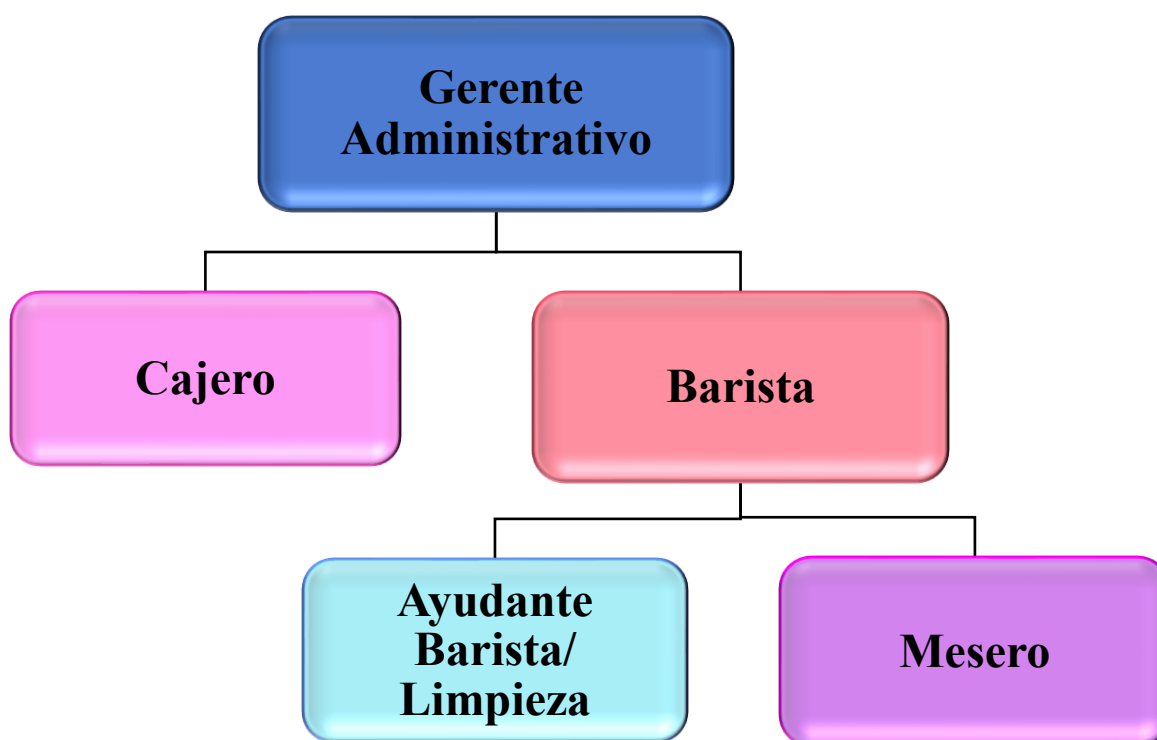 Gerente
Administrativo
Cajero
Barista
Ayudante
Barista/
Limpieza
Mesero